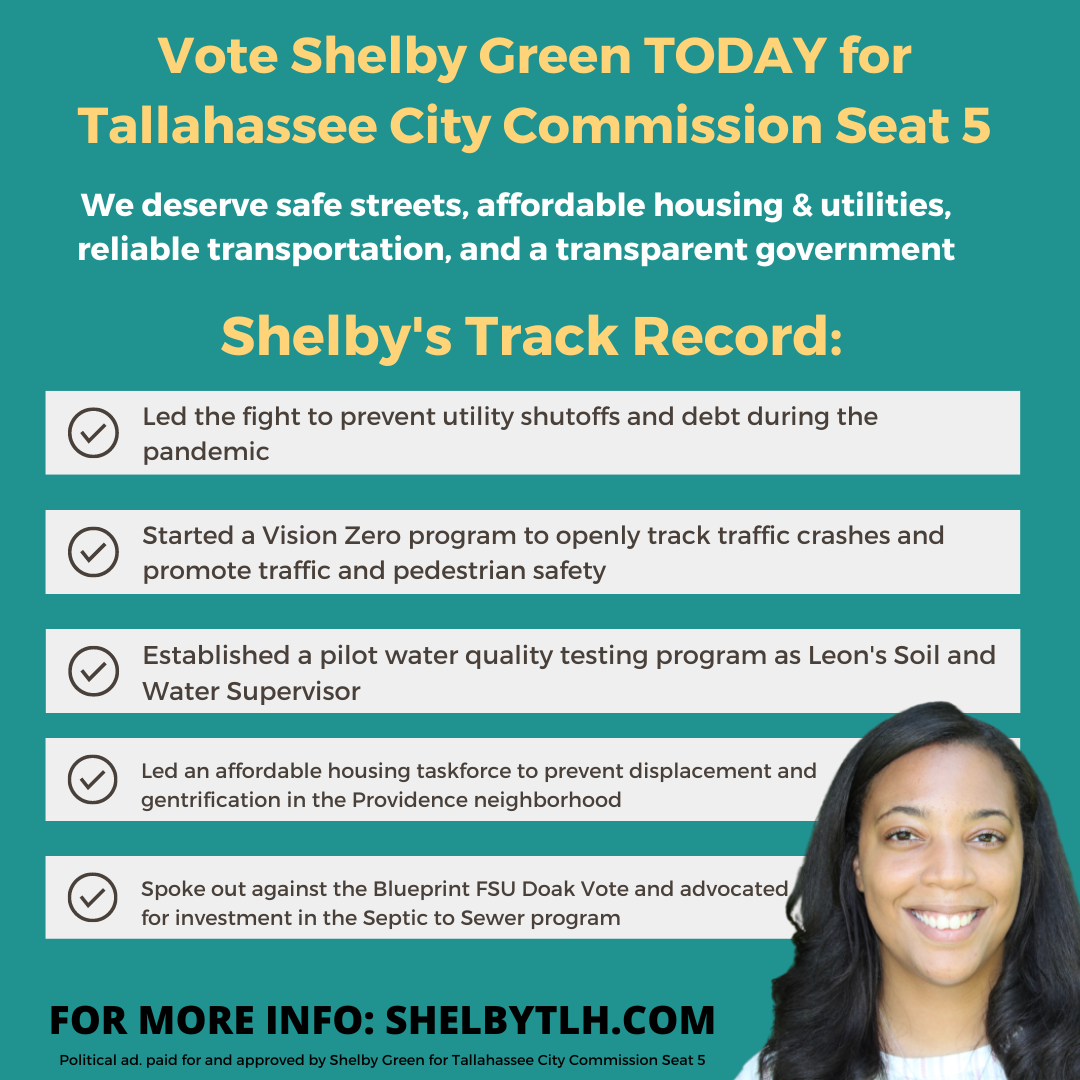 Vote Shelby Green TODAY for
Tallahassee City Commission Seat 5
We deserve safe streets, affordable housing & utilities,
reliable transportation, and a transparent government
Shelby's Track Record:
Led the fight to prevent utility shutoffs and debt during the
pandemic
Started a Vision Zero program to openly track traffic crashes and
promote traffic and pedestrian safety
Established a pilot water quality testing program as Leon's Soil and
Water Supervisor
Led an affordable housing taskforce to prevent displacement and
gentrification in the Providence neighborhood
Spoke out against the Blueprint FSU Doak Vote and advocated
for investment in the Septic to Sewer program
FOR MORE INFO: SHELBYTLH.COM
Political ad. paid for and approved by Shelby Green for Tallahassee City Commission Seat 5